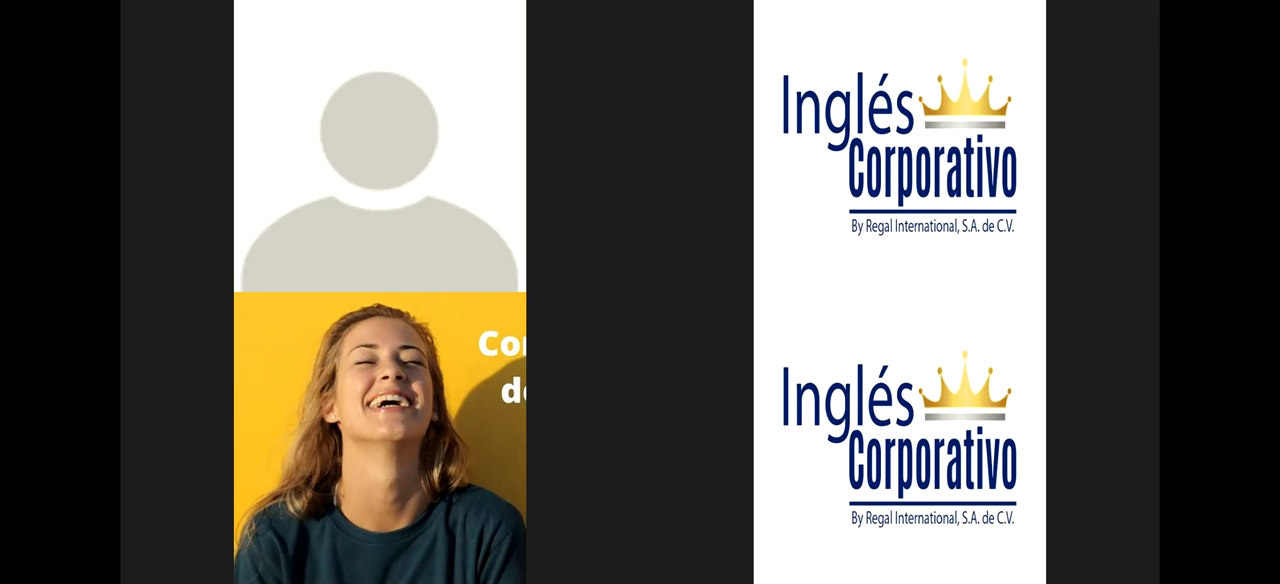 Inglés
Corporativo
By Regal International, S.A. de C.V.
Inglés
Corporativo
By Regal International, S.A. de C.V.